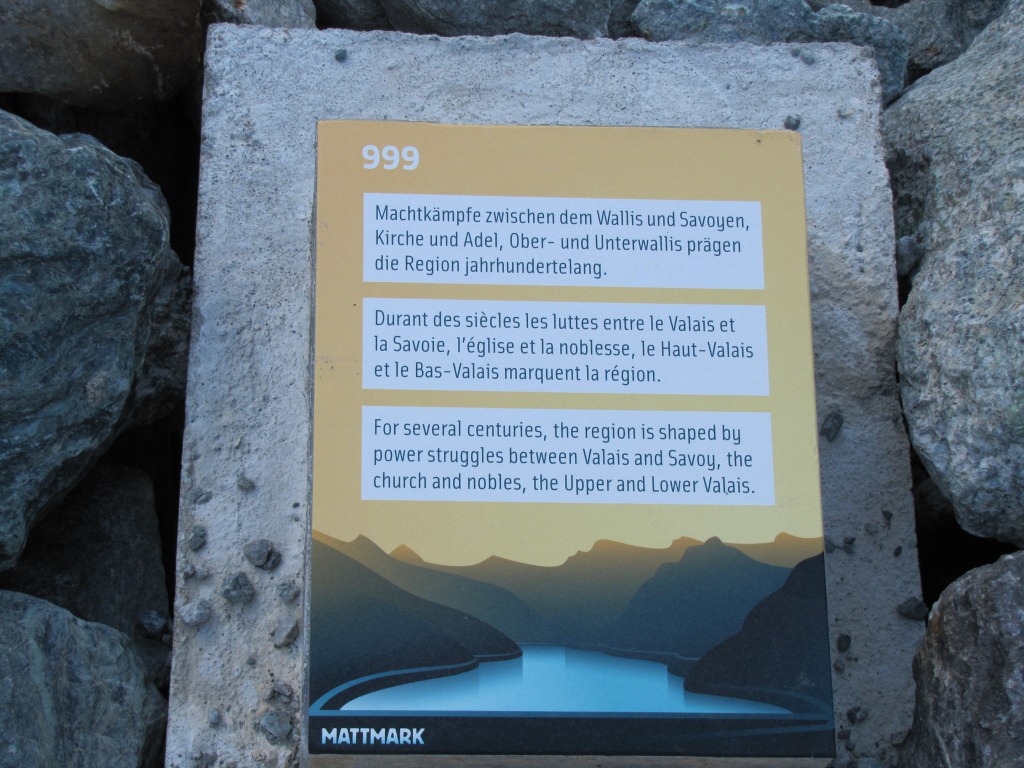 999
Machtkämpfe zwischen dem Wallis und Savoyen,
Kirche und Adel, Ober- und Unterwallis prägen
die Region jahrhundertelang.
Durant des siècles les luttes entre le Valais et
la Savoie, l'église et la noblesse, le Haut-Valais
et le Bas-Valais marquent la région.
For several centuries, the region is shaped by
power struggles between Valais and Savoy, the
church and nobles, the Upper and Lower Valais.
MATTMARK